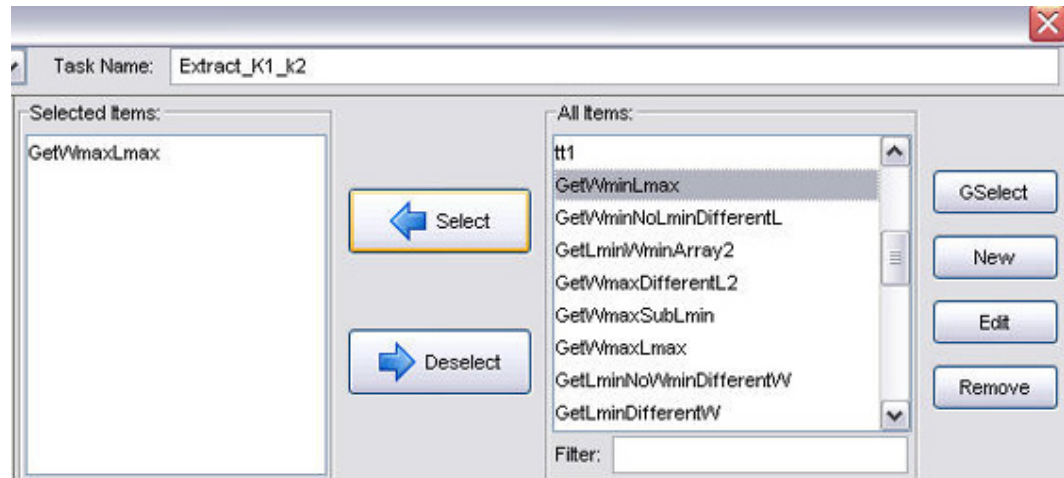 Task Name: Extract_K1_k2
Selected Items:
GetWmaxLmax
Select
Deselect
All Items:
tt1
GetWminLmax
GetWminNoLminDifferentL
GetLminWminArray2
GetWmaxDifferentL2
GetWmaxSubLmin
GetWmaxLmax
GetLminNoWminDifferentW
GetLminDifferentW
Filter:
GSelect
New
Edit
Remove